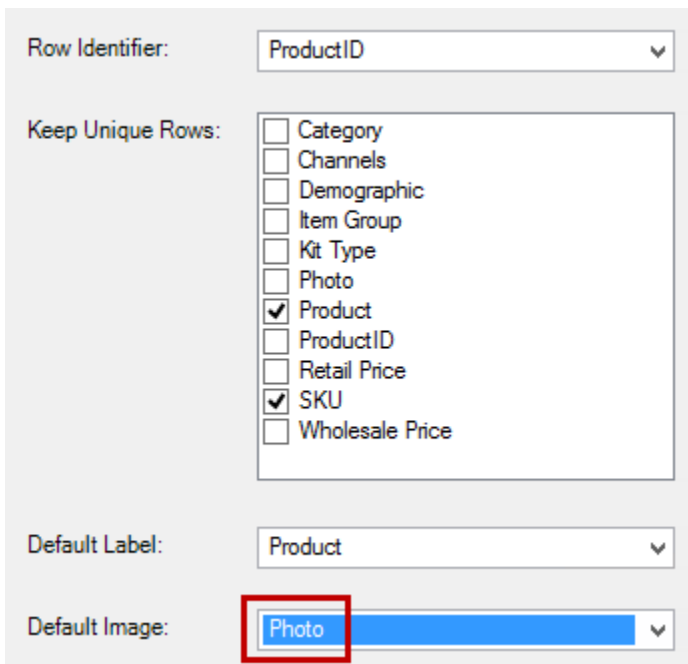 Row Identifier: ProductID
Keep Unique Rows: Category
Channels
Demographic
Item Group
Kit Type
Photo
Product
ProductID
Retail Price
SKU
Wholesale Price
Default Label: Product
Default Image: Photo